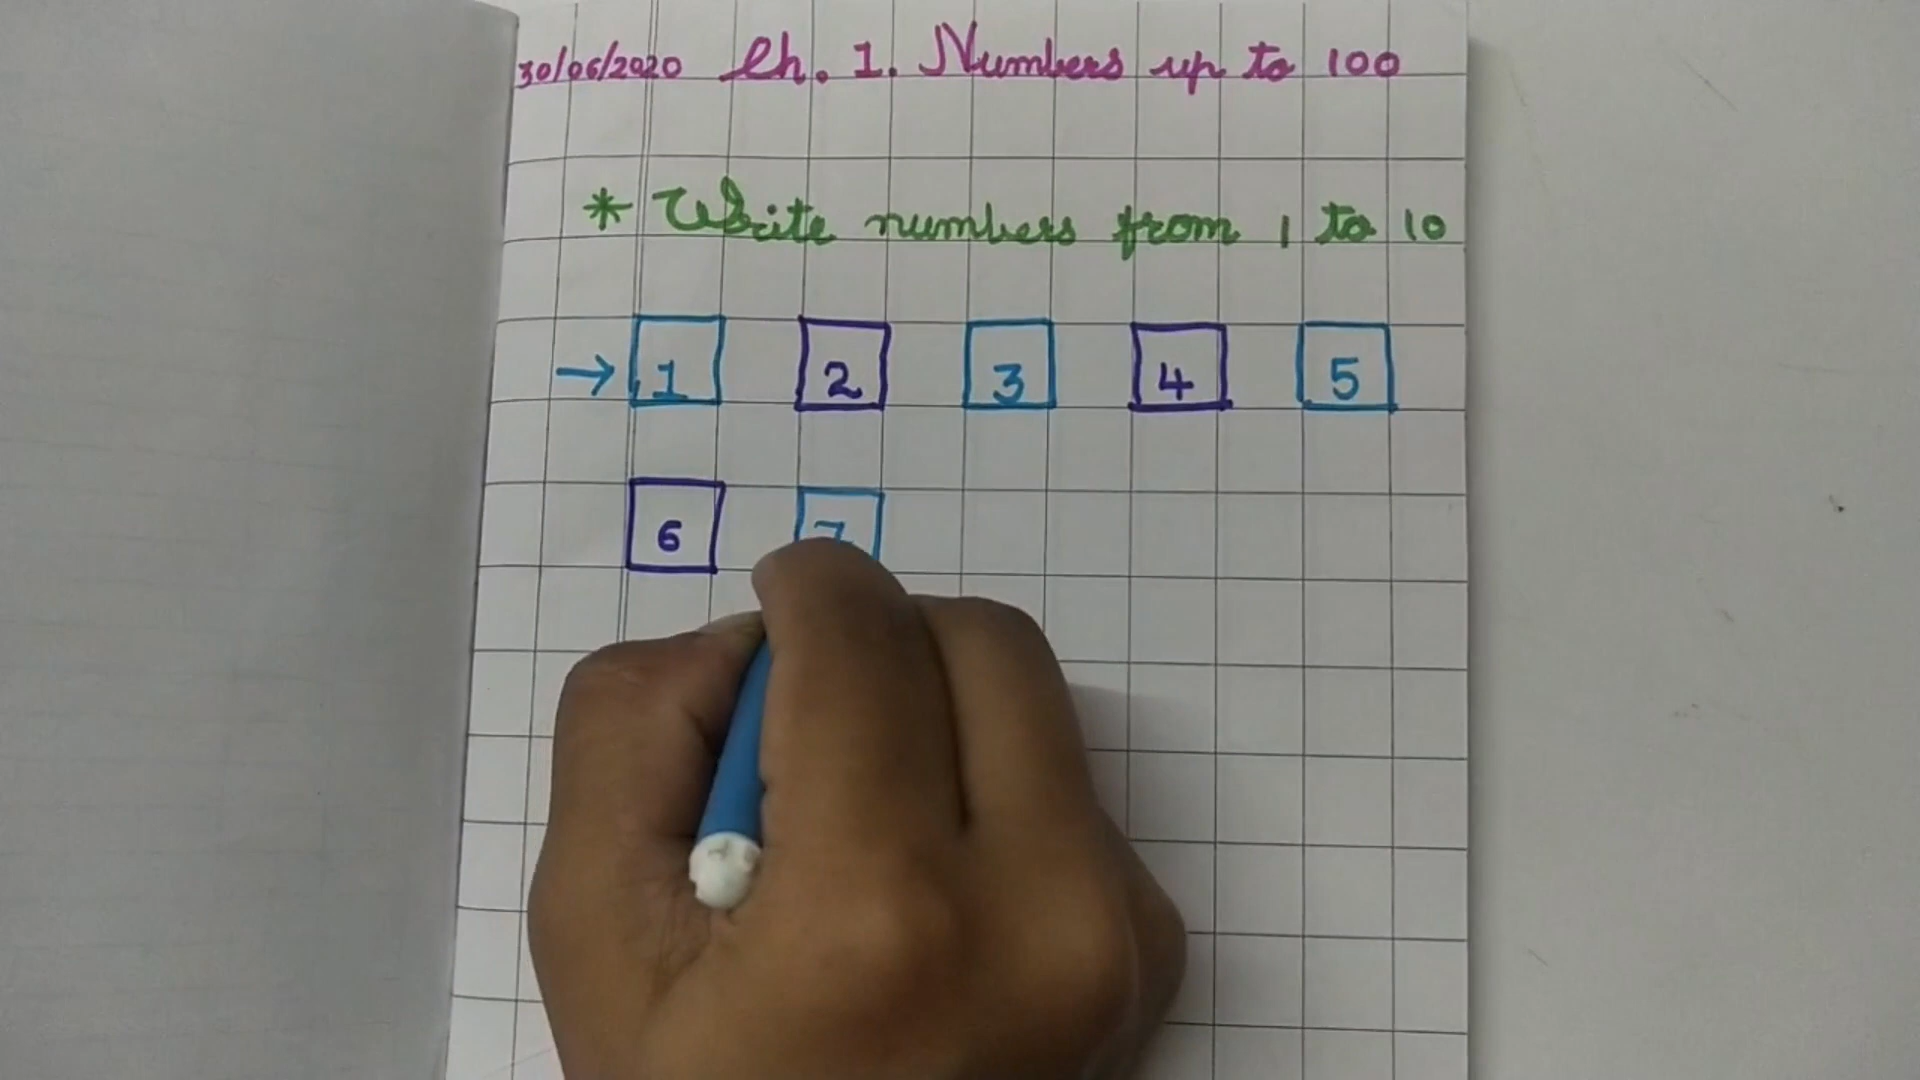 30/06/2020 Ch. 1. Numbers up to 100
* Write numbers from 1 to 10
→ 1 2 3 4 5
6 7